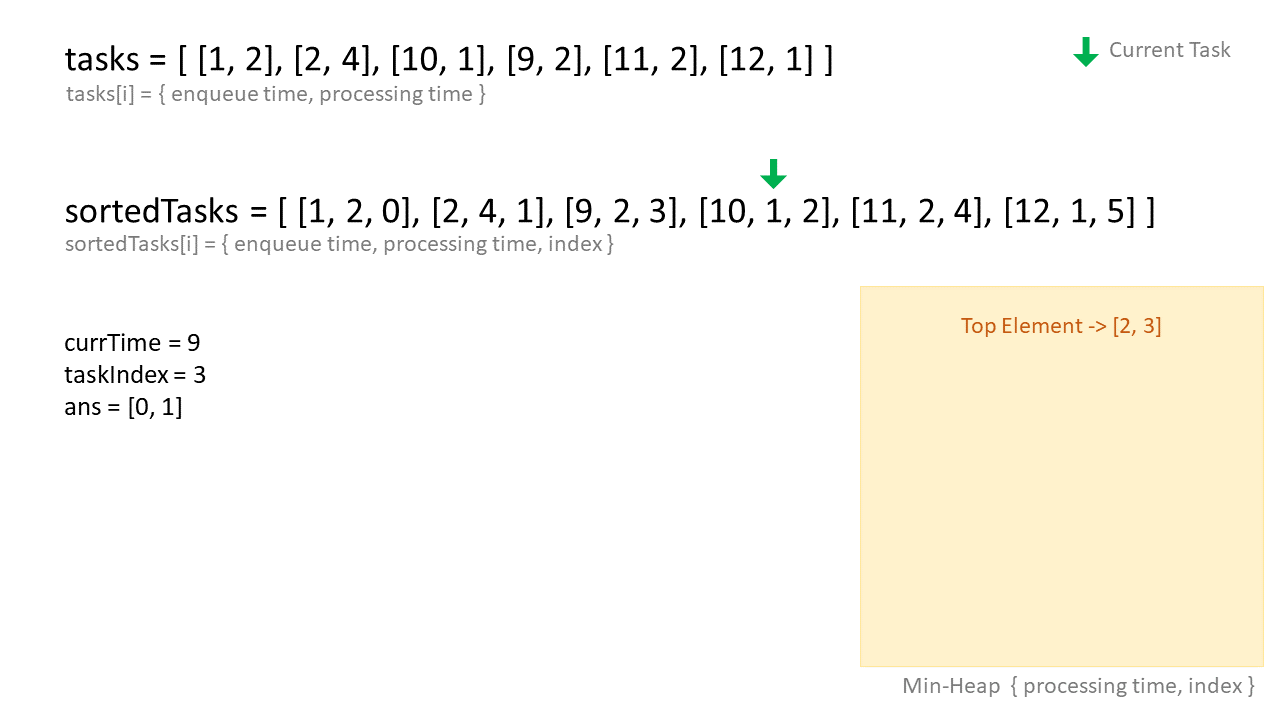 tasks = [ [1, 2], [2, 4], [10, 1], [9, 2], [11, 2], [12, 1] ]
tasks[i] = { enqueue time, processing time }
Current Task
sortedTasks = [ [1, 2, 0], [2, 4, 1], [9, 2, 3], [10, 1, 2], [11, 2, 4], [12, 1, 5] ]
sortedTasks[i] = { enqueue time, processing time, index }
currTime = 9
taskIndex = 3
ans = [0, 1]
Top Element -> [2, 3]
Min-Heap { processing time, index }